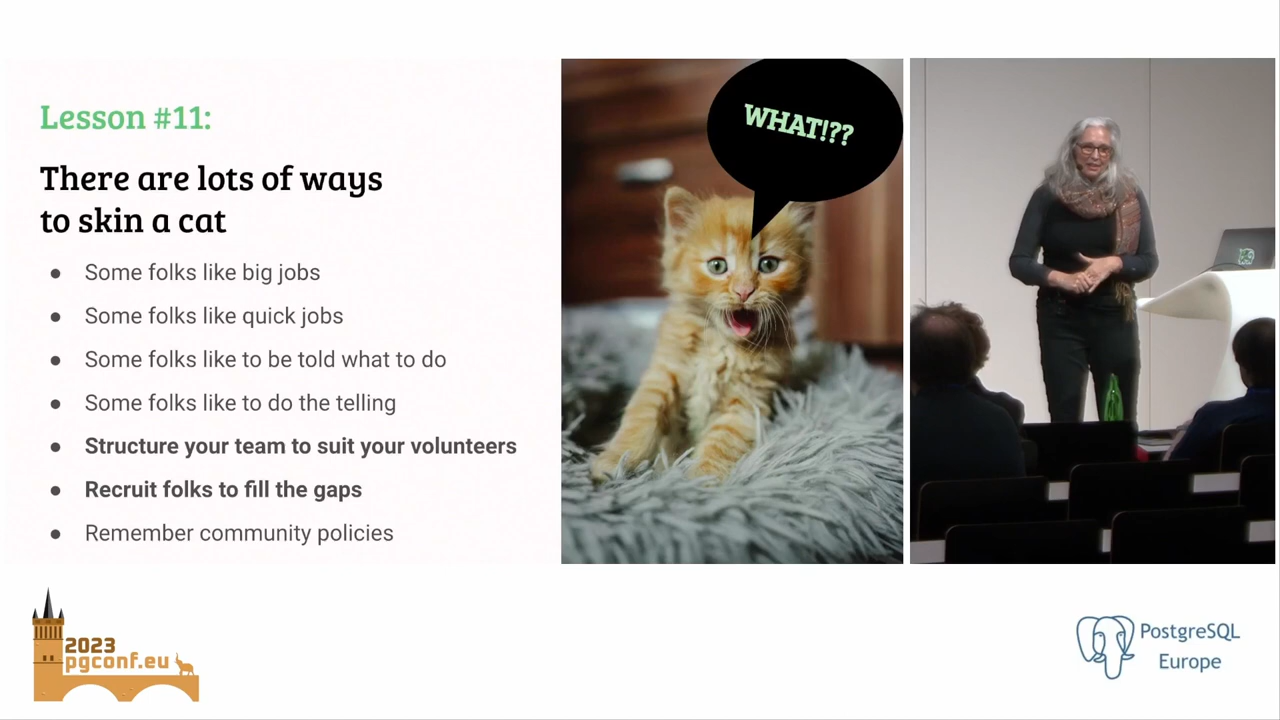 Lesson #11:
There are lots of ways
to skin a cat
● Some folks like big jobs
● Some folks like quick jobs
● Some folks like to be told what to do
● Some folks like to do the telling
● Structure your team to suit your volunteers
● Recruit folks to fill the gaps
● Remember community policies
WHAT!??
2023
pgconf.eu
PostgreSQL
Europe